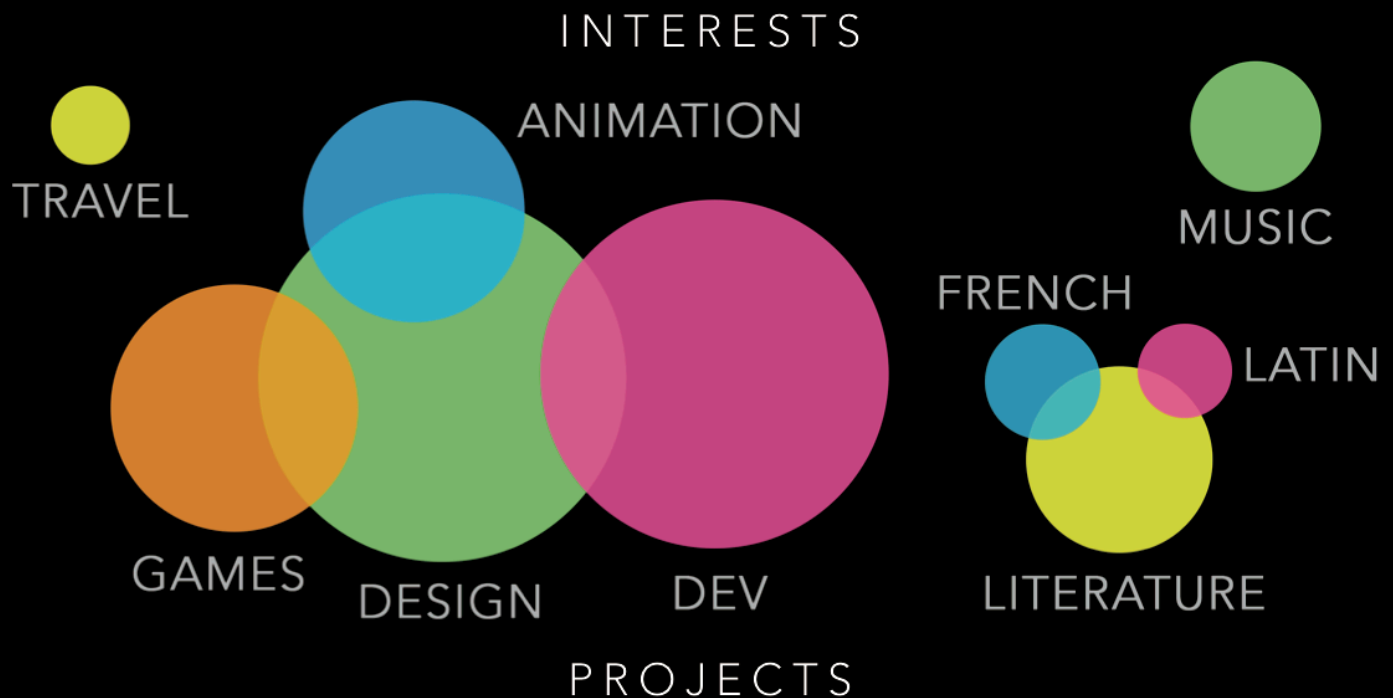 INTERESTS
ANIMATION
TRAVEL
MUSIC
FRENCH
LATIN
GAMES
DESIGN
DEV
LITERATURE
PROJECTS